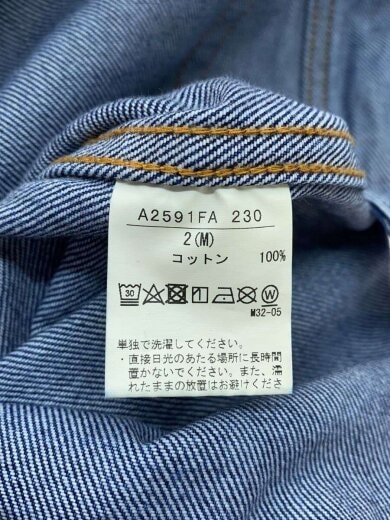 A2591FA 230
2(M)
コットン 100%
30 W
M32-05
単独で洗濯してください。
・直接日光のあたる場所に長時間
置かないでください。また、濡
れたままの放置はお避けくださ